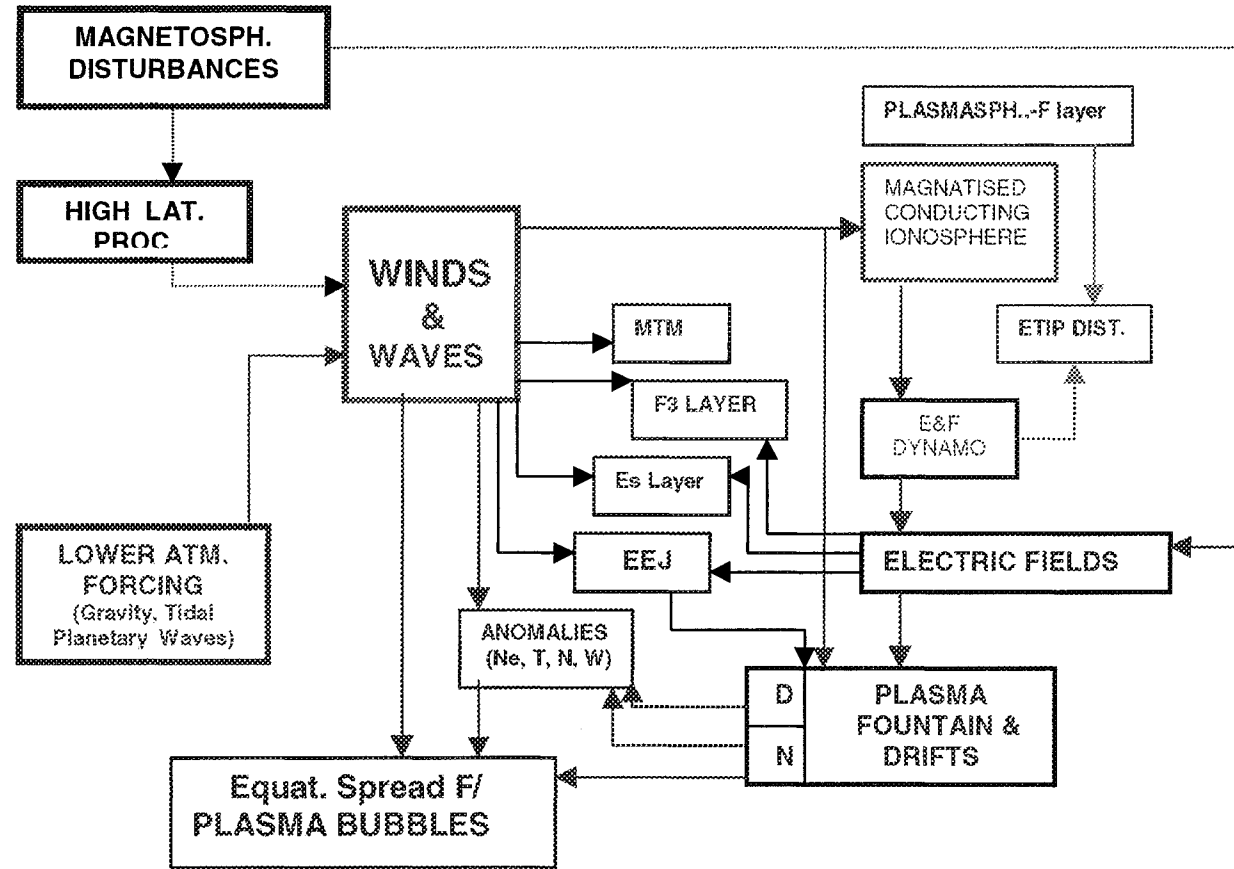 MAGNETOSPH.
DISTURBANCES
PLASMASPH..-F layer
HIGH LAT.
PROC
MAGNATISED
CONDUCTING
IONOSPHERE
WINDS
&
WAVES
MTM
ETIP DIST.
F3 LAYER
E&F
DYNAMO
Es Layer
LOWER ATM.
FORCING
(Gravity, Tidal
Planetary Waves)
EEJ
ELECTRIC FIELDS
ANOMALIES
(Ne, T, N, W)
D
N
PLASMA
FOUNTAIN &
DRIFTS
Equat. Spread F/
PLASMA BUBBLES